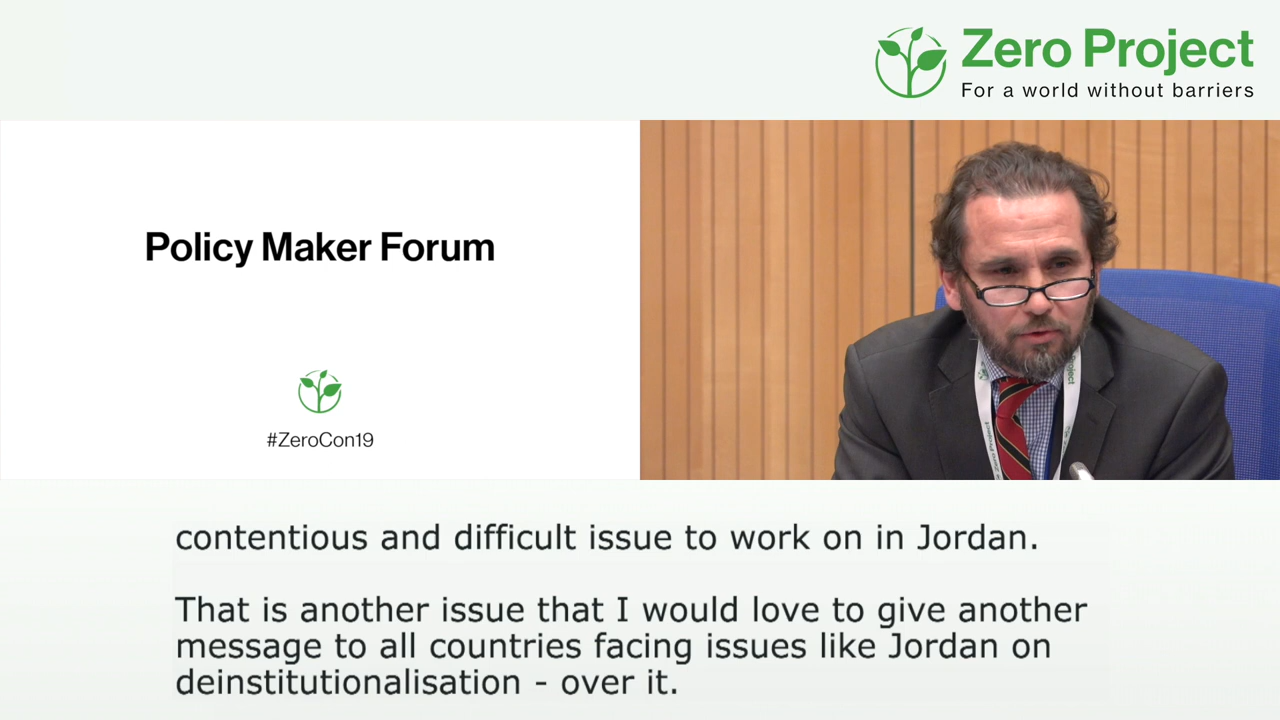 Zero Project
For a world without barriers
Policy Maker Forum
#ZeroCon19
contentious and difficult issue to work on in Jordan.
That is another issue that I would love to give another
message to all countries facing issues like Jordan on
deinstitutionalisation - over it.